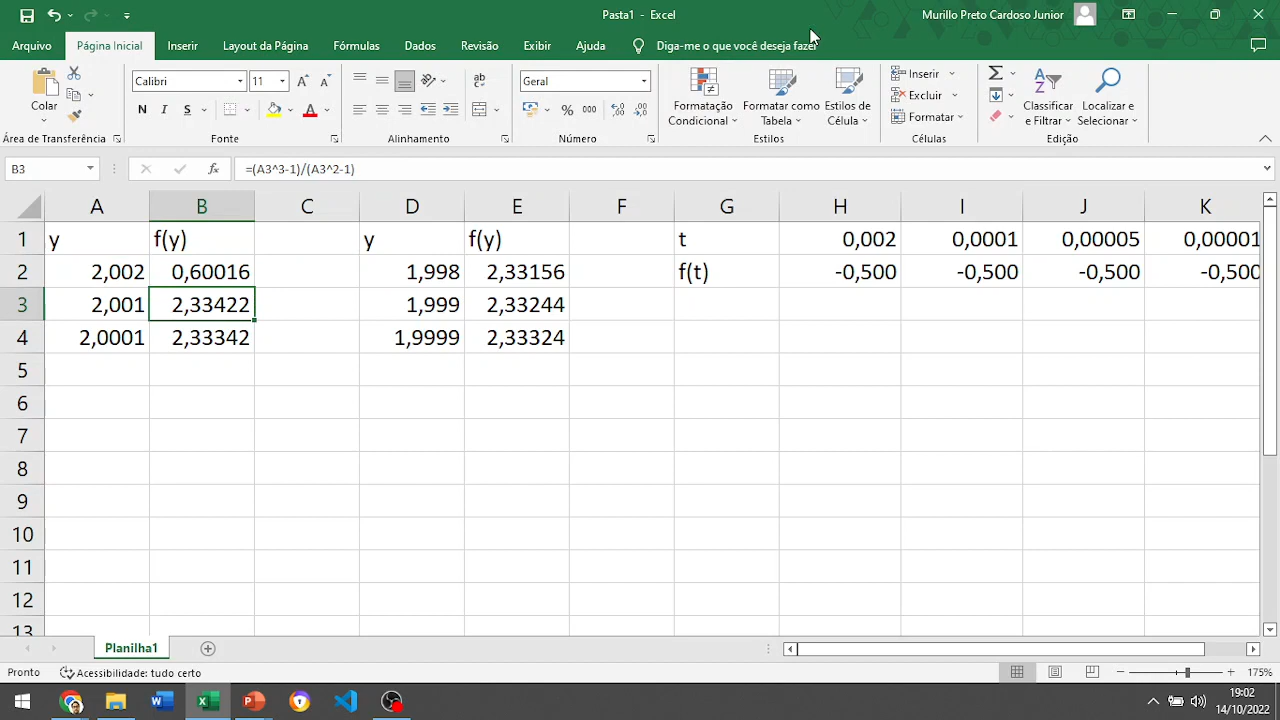 Pasta1 - Excel
Murillo Preto Cardoso Junior
Arquivo
Página Inicial
Inserir
Layout da Página
Fórmulas
Dados
Revisão
Exibir
Ajuda
Diga-me o que você deseja fazer
Colar
Área de Transferência
Calibri
11
N I S
Fonte
ab
Alinhamento
Geral
% 000
Número
Formatação Condicional
Formatar como Tabela
Estilos de Célula
Estilos
Inserir
Excluir
Formatar
Células
Classificar e Filtrar
Localizar e Selecionar
Edição
B3
fx
=(A3^3-1)/(A3^2-1)
A B C D E F G H I J K
1 y f(y) y f(y) t 0,002 0,0001 0,00005 0,00001
2 2,002 0,60016 1,998 2,33156 f(t) -0,500 -0,500 -0,500 -0,500
3 2,001 2,33422 1,999 2,33244
4 2,0001 2,33342 1,9999 2,33324
5
6
7
8
9
10
11
12
13
Planilha1
Pronto
Acessibilidade: tudo certo
175%
19:02
14/10/2022